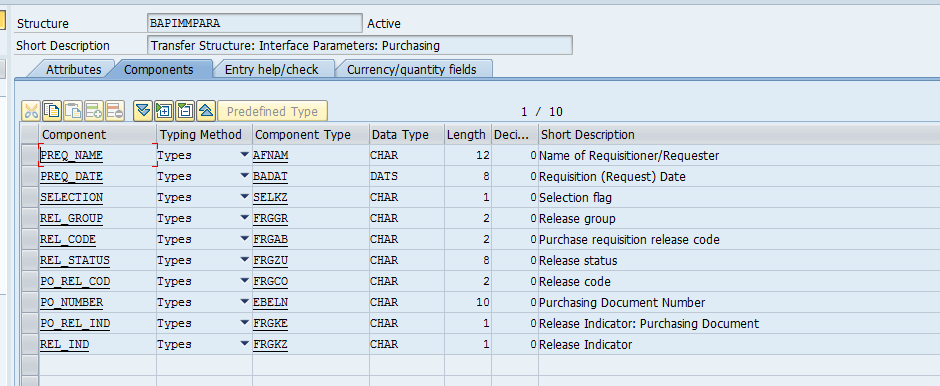 Structure BAPIMMPARA Active
Short Description Transfer Structure: Interface Parameters: Purchasing
Attributes Components Entry help/check Currency/quantity fields
Predefined Type 1 / 10
Component Typing Method Component Type Data Type Length Deci... Short Description
PREQ_NAME Types AFNAM CHAR 12 0 Name of Requisitioner/Requester
PREQ_DATE Types BADAT DATS 8 0 Requisition (Request) Date
SELECTION Types SELKZ CHAR 1 0 Selection flag
REL_GROUP Types FRGGR CHAR 2 0 Release group
REL_CODE Types FRGAB CHAR 2 0 Purchase requisition release code
REL_STATUS Types FRGZU CHAR 8 0 Release status
PO_REL_COD Types FRGCO CHAR 2 0 Release code
PO_NUMBER Types EBELN CHAR 10 0 Purchasing Document Number
PO_REL_IND Types FRGKE CHAR 1 0 Release Indicator: Purchasing Document
REL_IND Types FRGKZ CHAR 1 0 Release Indicator